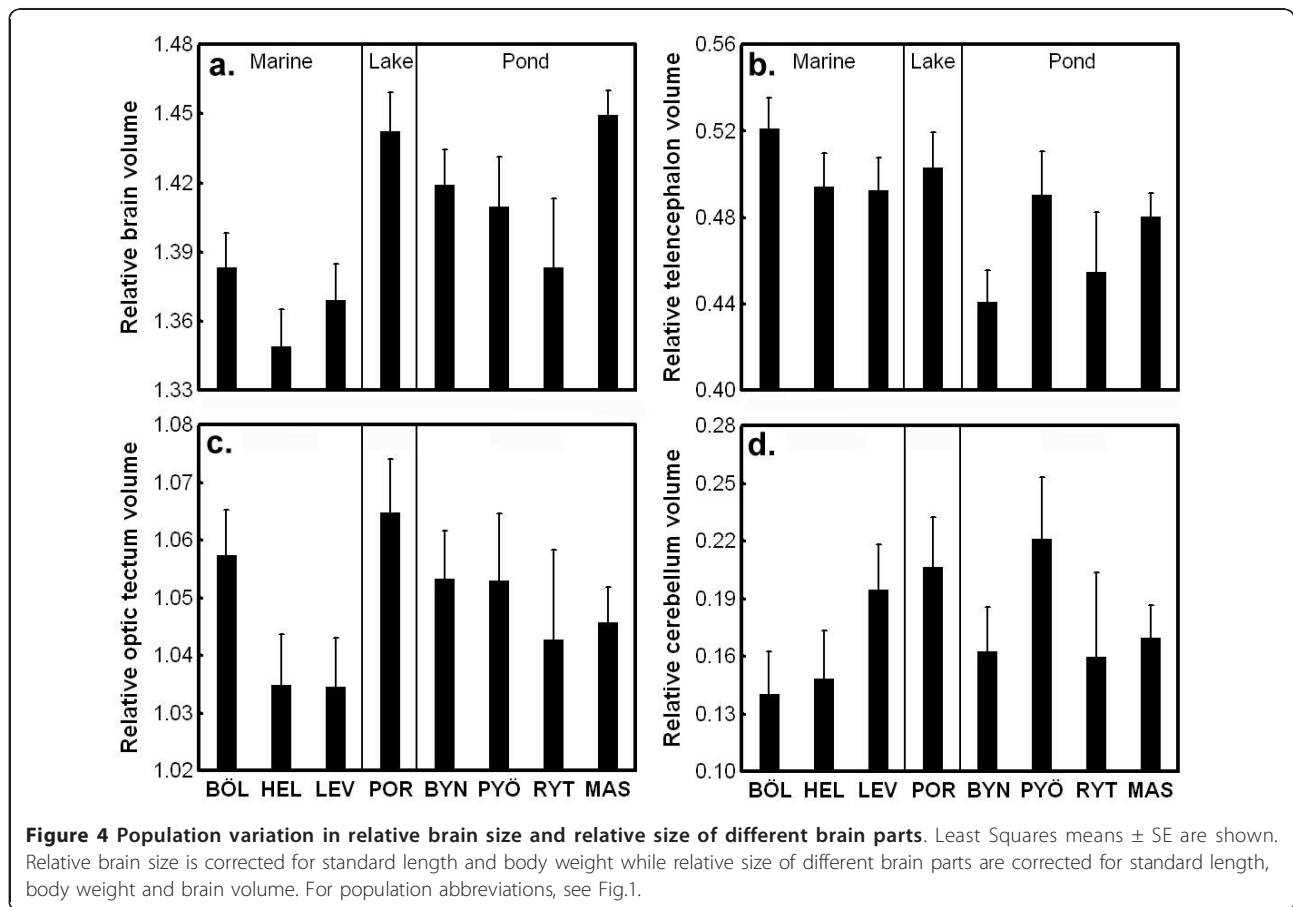 a.
Marine Lake Pond
Relative brain volume
1.48
1.45
1.42
1.39
1.36
1.33
b.
Marine Lake Pond
Relative telencephalon volume
0.56
0.52
0.48
0.44
0.40
c.
Relative optic tectum volume
1.08
1.07
1.06
1.05
1.04
1.03
1.02
BÖL HEL LEV POR BYN PYÖ RYT MAS
d.
Relative cerebellum volume
0.28
0.25
0.22
0.19
0.16
0.13
0.10
BÖL HEL LEV POR BYN PYÖ RYT MAS
Figure 4 Population variation in relative brain size and relative size of different brain parts. Least Squares means ± SE are shown.
Relative brain size is corrected for standard length and body weight while relative size of different brain parts are corrected for standard length,
body weight and brain volume. For population abbreviations, see Fig.1.